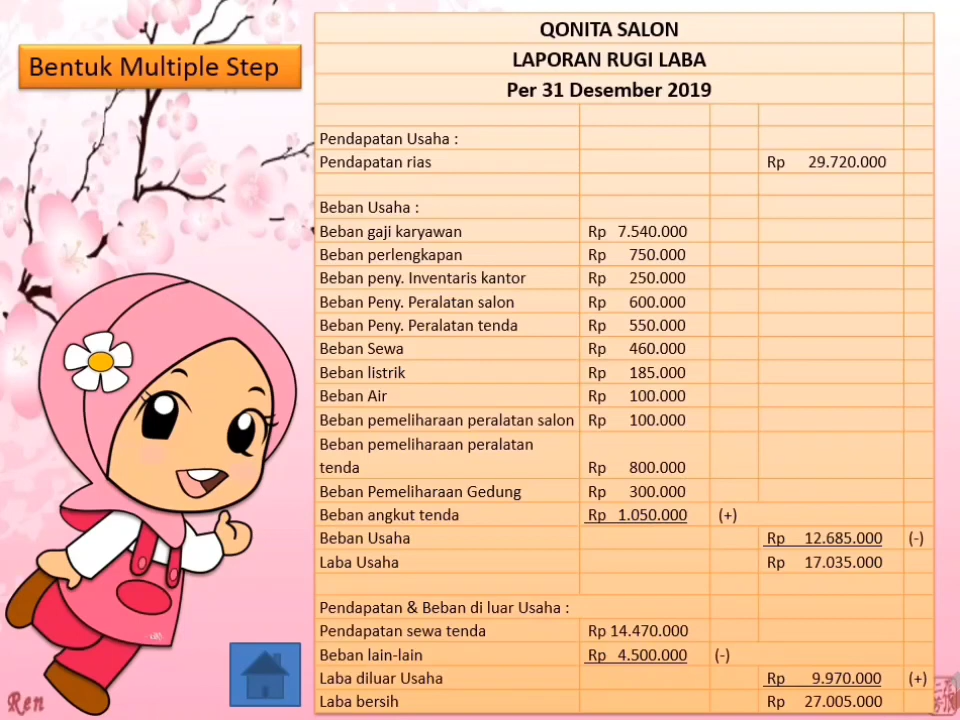 Bentuk Multiple Step
QONITA SALON
LAPORAN RUGI LABA
Per 31 Desember 2019
Pendapatan Usaha :
Pendapatan rias Rp 29.720.000
Beban Usaha :
Beban gaji karyawan Rp 7.540.000
Beban perlengkapan Rp 750.000
Beban peny. Inventaris kantor Rp 250.000
Beban Peny. Peralatan salon Rp 600.000
Beban Peny. Peralatan tenda Rp 550.000
Beban Sewa Rp 460.000
Beban listrik Rp 185.000
Beban Air Rp 100.000
Beban pemeliharaan peralatan salon Rp 100.000
Beban pemeliharaan peralatan
tenda Rp 800.000
Beban Pemeliharaan Gedung Rp 300.000
Beban angkut tenda Rp 1.050.000 (+)
Beban Usaha Rp 12.685.000 (-)
Laba Usaha Rp 17.035.000
Pendapatan & Beban di luar Usaha :
Pendapatan sewa tenda Rp 14.470.000
Beban lain-lain Rp 4.500.000 (-)
Laba diluar Usaha Rp 9.970.000 (+)
Laba bersih Rp 27.005.000
Ren